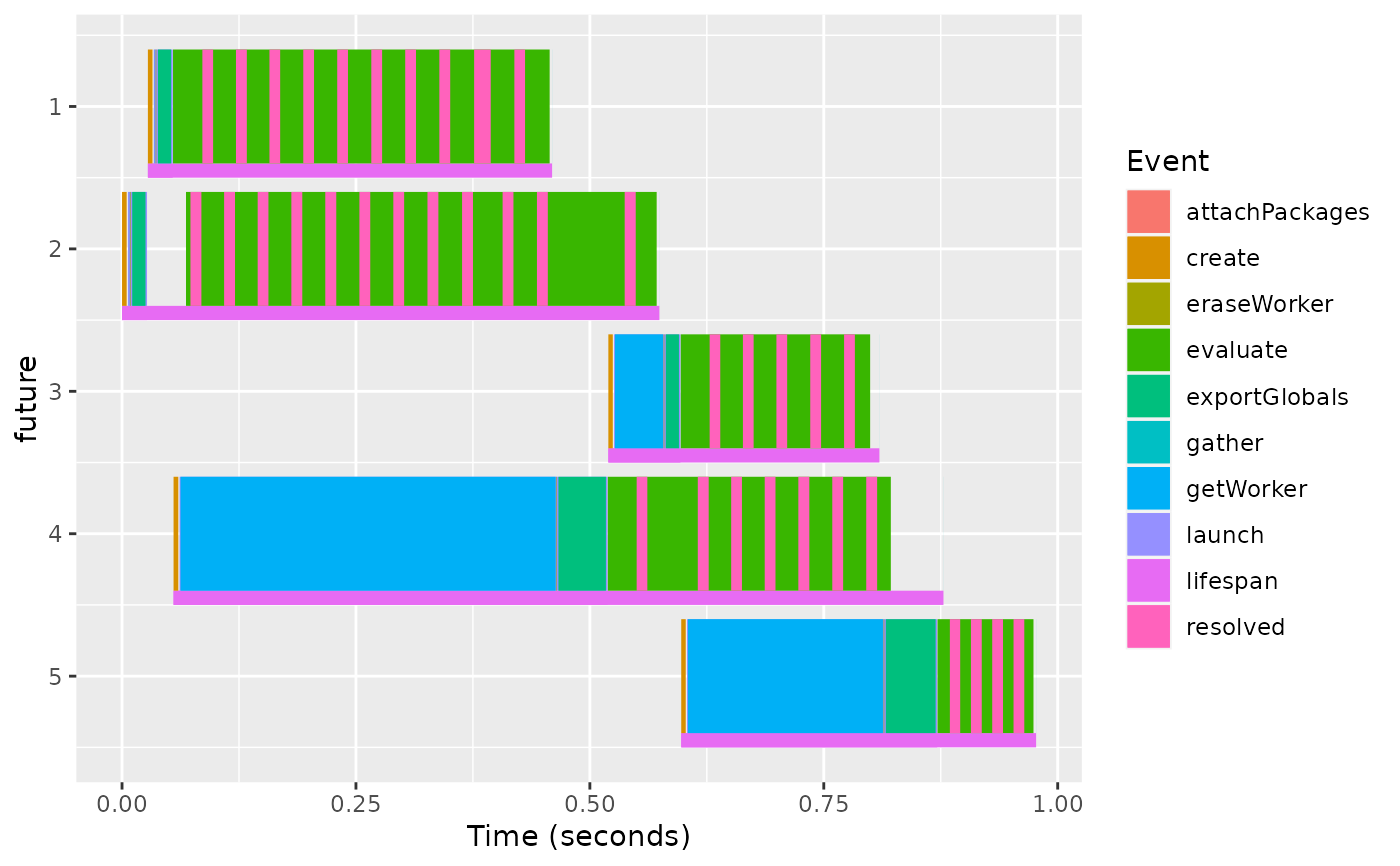 future
1
2
3
4
5
0.00 0.25 0.50 0.75 1.00
Time (seconds)
Event
attachPackages
create
eraseWorker
evaluate
exportGlobals
gather
getWorker
launch
lifespan
resolved